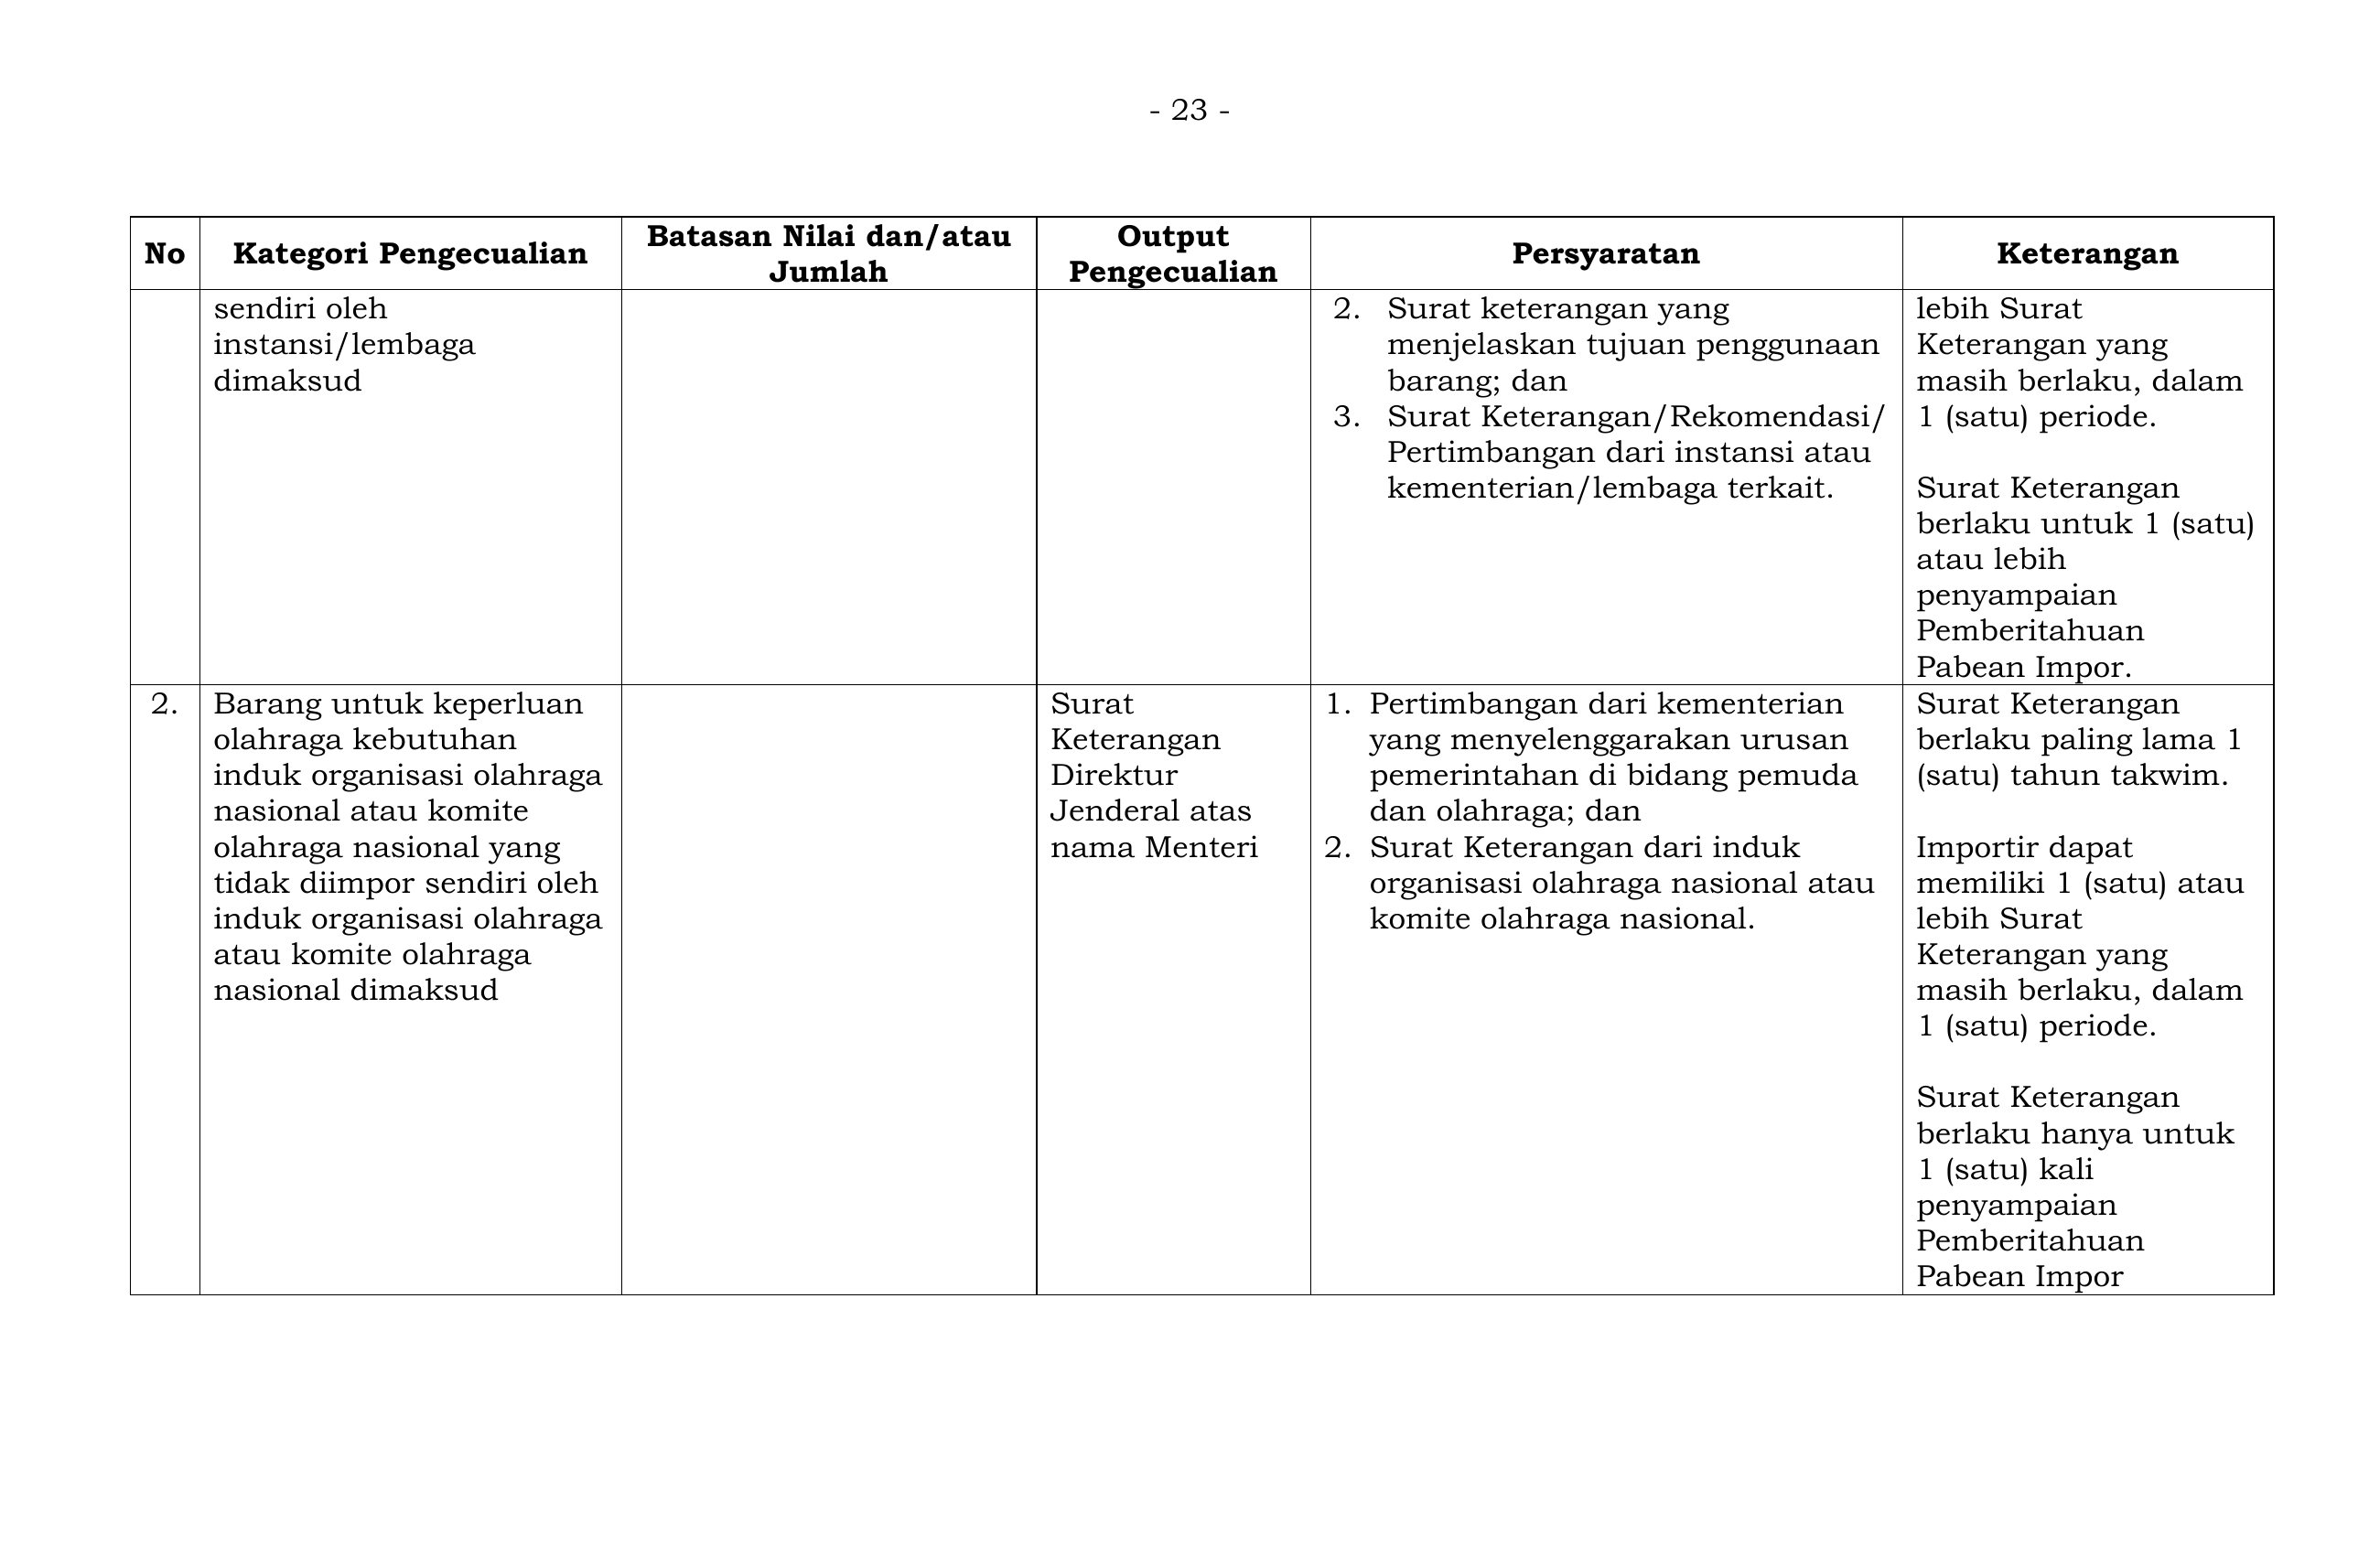 - 23 -
No
Kategori Pengecualian
Batasan Nilai dan/atau
Jumlah
Output
Pengecualian
Persyaratan
Keterangan
sendiri oleh
instansi/lembaga
dimaksud
2. Surat keterangan yang
menjelaskan tujuan penggunaan
barang; dan
3. Surat Keterangan/Rekomendasi/
Pertimbangan dari instansi atau
kementerian/lembaga terkait.
lebih Surat
Keterangan yang
masih berlaku, dalam
1 (satu) periode.
Surat Keterangan
berlaku untuk 1 (satu)
atau lebih
penyampaian
Pemberitahuan
Pabean Impor.
2.
Barang untuk keperluan
olahraga kebutuhan
induk organisasi olahraga
nasional atau komite
olahraga nasional yang
tidak diimpor sendiri oleh
induk organisasi olahraga
atau komite olahraga
nasional dimaksud
Surat
Keterangan
Direktur
Jenderal atas
nama Menteri
1. Pertimbangan dari kementerian
yang menyelenggarakan urusan
pemerintahan di bidang pemuda
dan olahraga; dan
2. Surat Keterangan dari induk
organisasi olahraga nasional atau
komite olahraga nasional.
Surat Keterangan
berlaku paling lama 1
(satu) tahun takwim.
Importir dapat
memiliki 1 (satu) atau
lebih Surat
Keterangan yang
masih berlaku, dalam
1 (satu) periode.
Surat Keterangan
berlaku hanya untuk
1 (satu) kali
penyampaian
Pemberitahuan
Pabean Impor